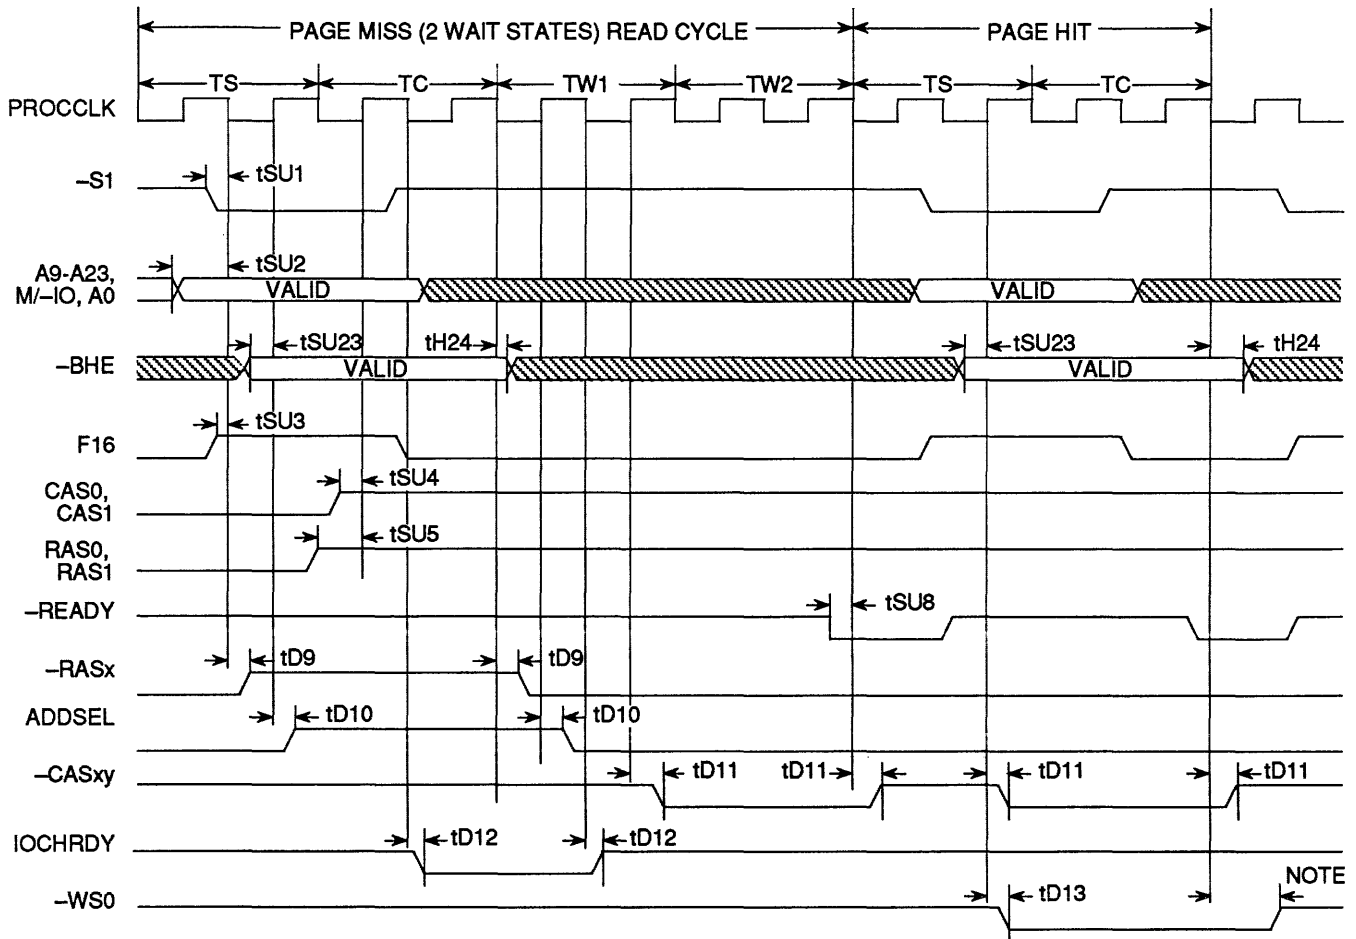 PAGE MISS (2 WAIT STATES) READ CYCLE PAGE HIT
TS TC TW1 TW2 TS TC
PROCCLK
–S1 tSU1
A9-A23,
M/–IO, A0
tSU2
VALID VALID
–BHE tSU23 tH24 tSU23 tH24
VALID VALID
F16 tSU3
CAS0,
CAS1
tSU4
RAS0,
RAS1
tSU5
–READY tSU8
–RASx tD9 tD9
ADDSEL tD10 tD10
–CASxy tD11 tD11 tD11 tD11
IOCHRDY tD12 tD12
–WS0 tD13 NOTE